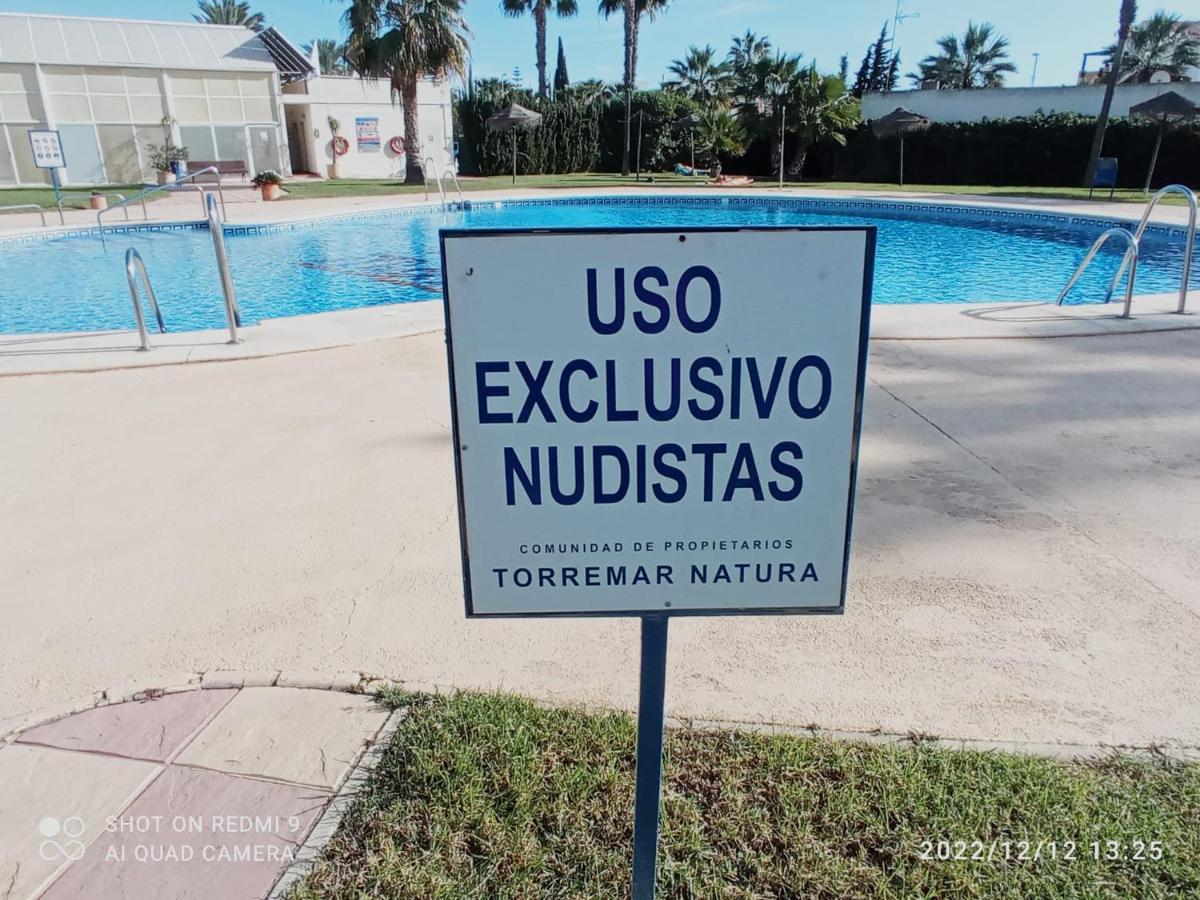 USO
EXCLUSIVO
NUDISTAS
COMUNIDAD DE PROPIETARIOS
TORREMAR NATURA
SHOT ON REDMI 9
AI QUAD CAMERA
2022/12/12 13:25